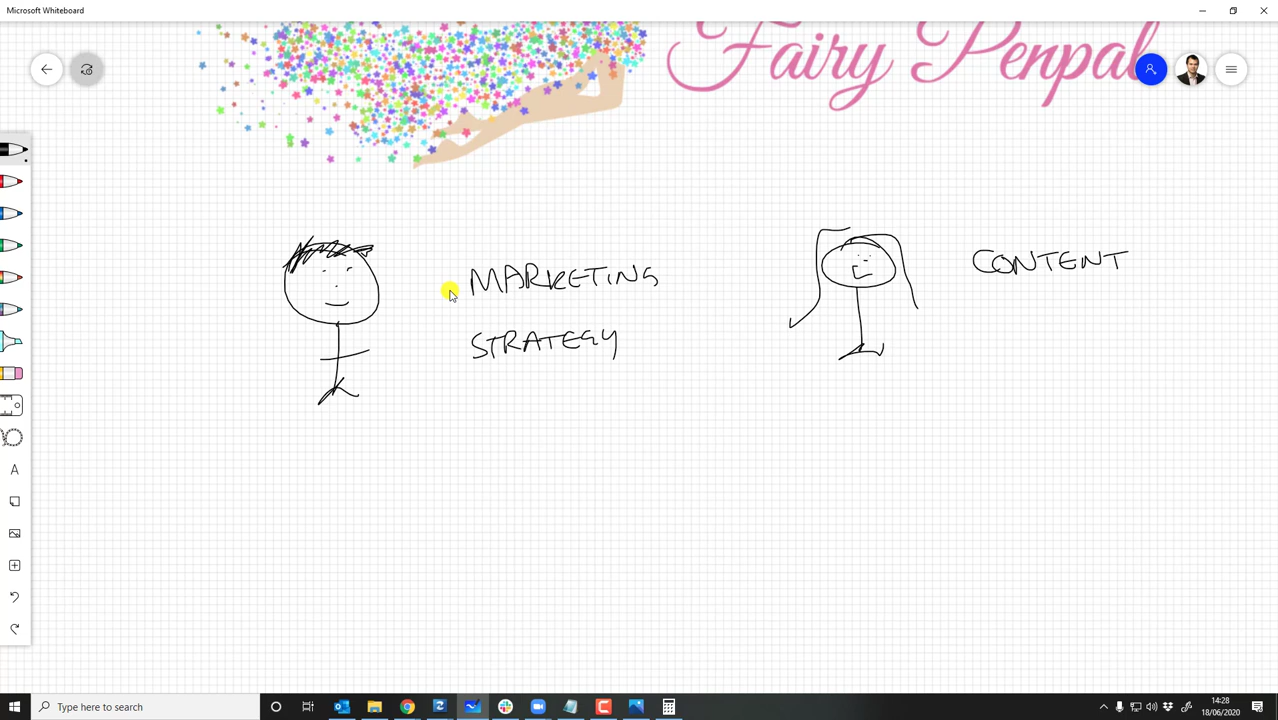 Microsoft Whiteboard
Fairy Penpal
MARKETING
STRATEGY
CONTENT
A
Type here to search
14:28
18/06/2020